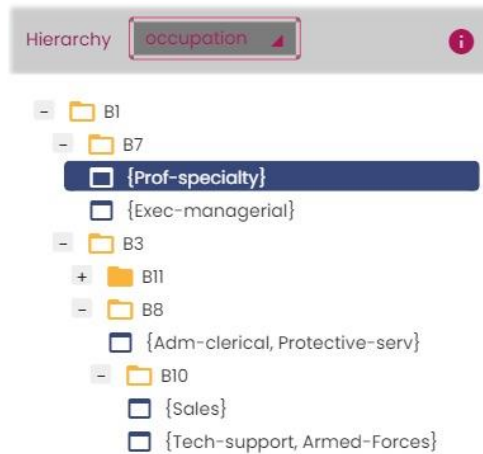 Hierarchy occupation
B1
B7
{Prof-specialty}
{Exec-managerial}
B3
B11
B8
{Adm-clerical, Protective-serv}
B10
{Sales}
{Tech-support, Armed-Forces}